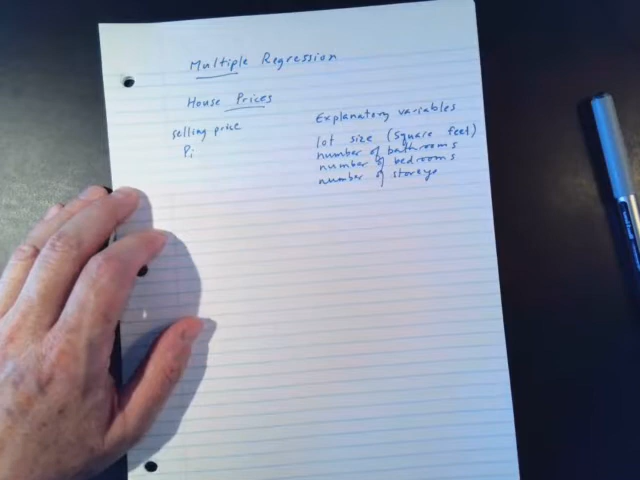 Multiple Regression
House Prices
selling price
Pi
Explanatory variables
lot size (square feet)
number of bathrooms
number of bedrooms
number of storeys